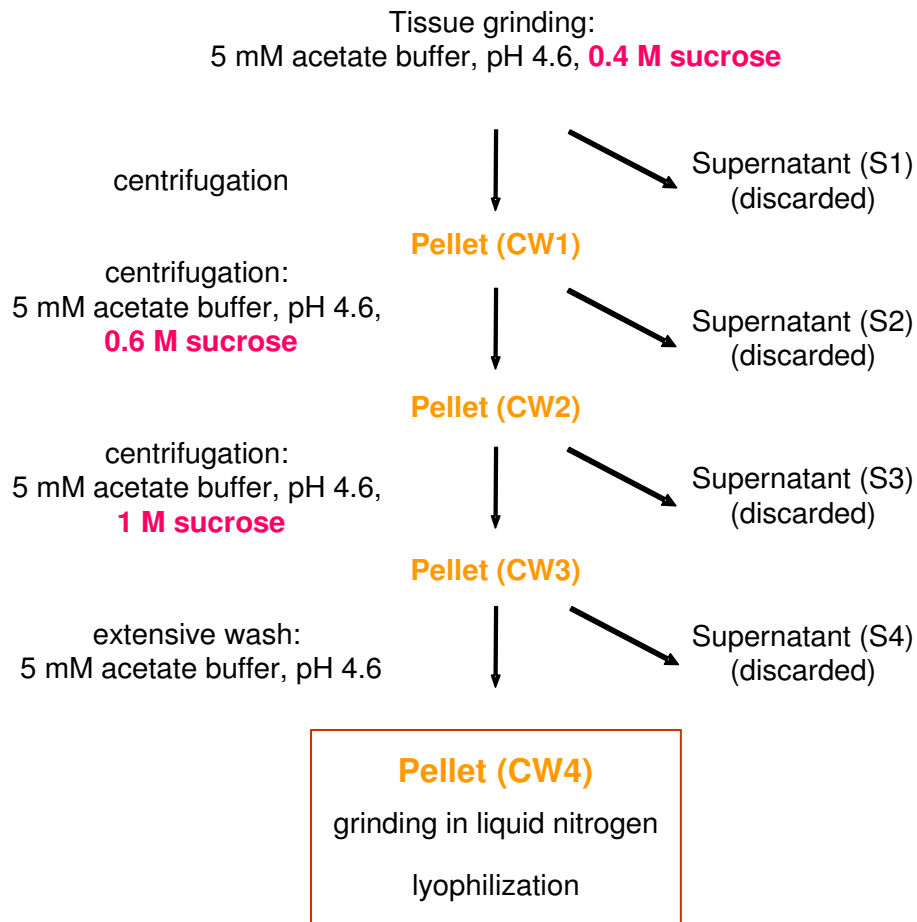 Tissue grinding:
5 mM acetate buffer, pH 4.6, 0.4 M sucrose
centrifugation
Supernatant (S1)
(discarded)
Pellet (CW1)
centrifugation:
5 mM acetate buffer, pH 4.6,
0.6 M sucrose
Supernatant (S2)
(discarded)
Pellet (CW2)
centrifugation:
5 mM acetate buffer, pH 4.6,
1 M sucrose
Supernatant (S3)
(discarded)
Pellet (CW3)
extensive wash:
5 mM acetate buffer, pH 4.6
Supernatant (S4)
(discarded)
Pellet (CW4)
grinding in liquid nitrogen
lyophilization